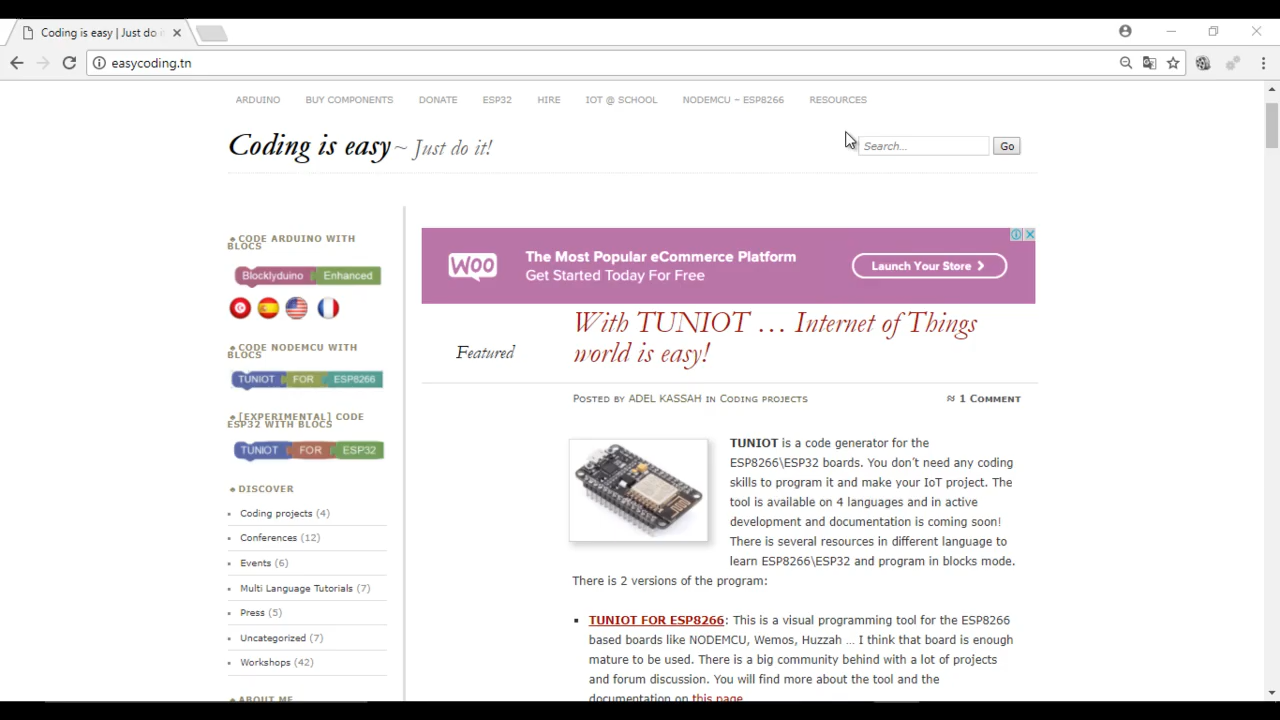 Coding is easy | Just do i
easycoding.tn
ARDUINO BUY COMPONENTS DONATE ESP32 HIRE IOT @ SCHOOL NODEMCU – ESP8266 RESOURCES
Coding is easy ~ Just do it!
Search... Go
CODE ARDUINO WITH
BLOCS
Blocklyduino Enhanced
CODE NODEMCU WITH
BLOCS
TUNIOT FOR ESP8266
[EXPERIMENTAL] CODE
ESP32 WITH BLOCS
TUNIOT FOR ESP32
DISCOVER
Coding projects (4)
Conferences (12)
Events (6)
Multi Language Tutorials (7)
Press (5)
Uncategorized (7)
Workshops (42)
ABOUT ME
WOO
The Most Popular eCommerce Platform
Get Started Today For Free
Launch Your Store
Featured
With TUNIOT … Internet of Things
world is easy!
POSTED BY ADEL KASSAH IN CODING PROJECTS
≈ 1 COMMENT
TUNIOT is a code generator for the
ESP8266\ESP32 boards. You don’t need any coding
skills to program it and make your IoT project. The
tool is available on 4 languages and in active
development and documentation is coming soon!
There is several resources in different language to
learn ESP8266\ESP32 and program in blocks mode.
There is 2 versions of the program:
TUNIOT FOR ESP8266: This is a visual programming tool for the ESP8266
based boards like NODEMCU, Wemos, Huzzah … I think that board is enough
mature to be used. There is a big community behind with a lot of projects
and forum discussion. You will find more about the tool and the
documentation on this page